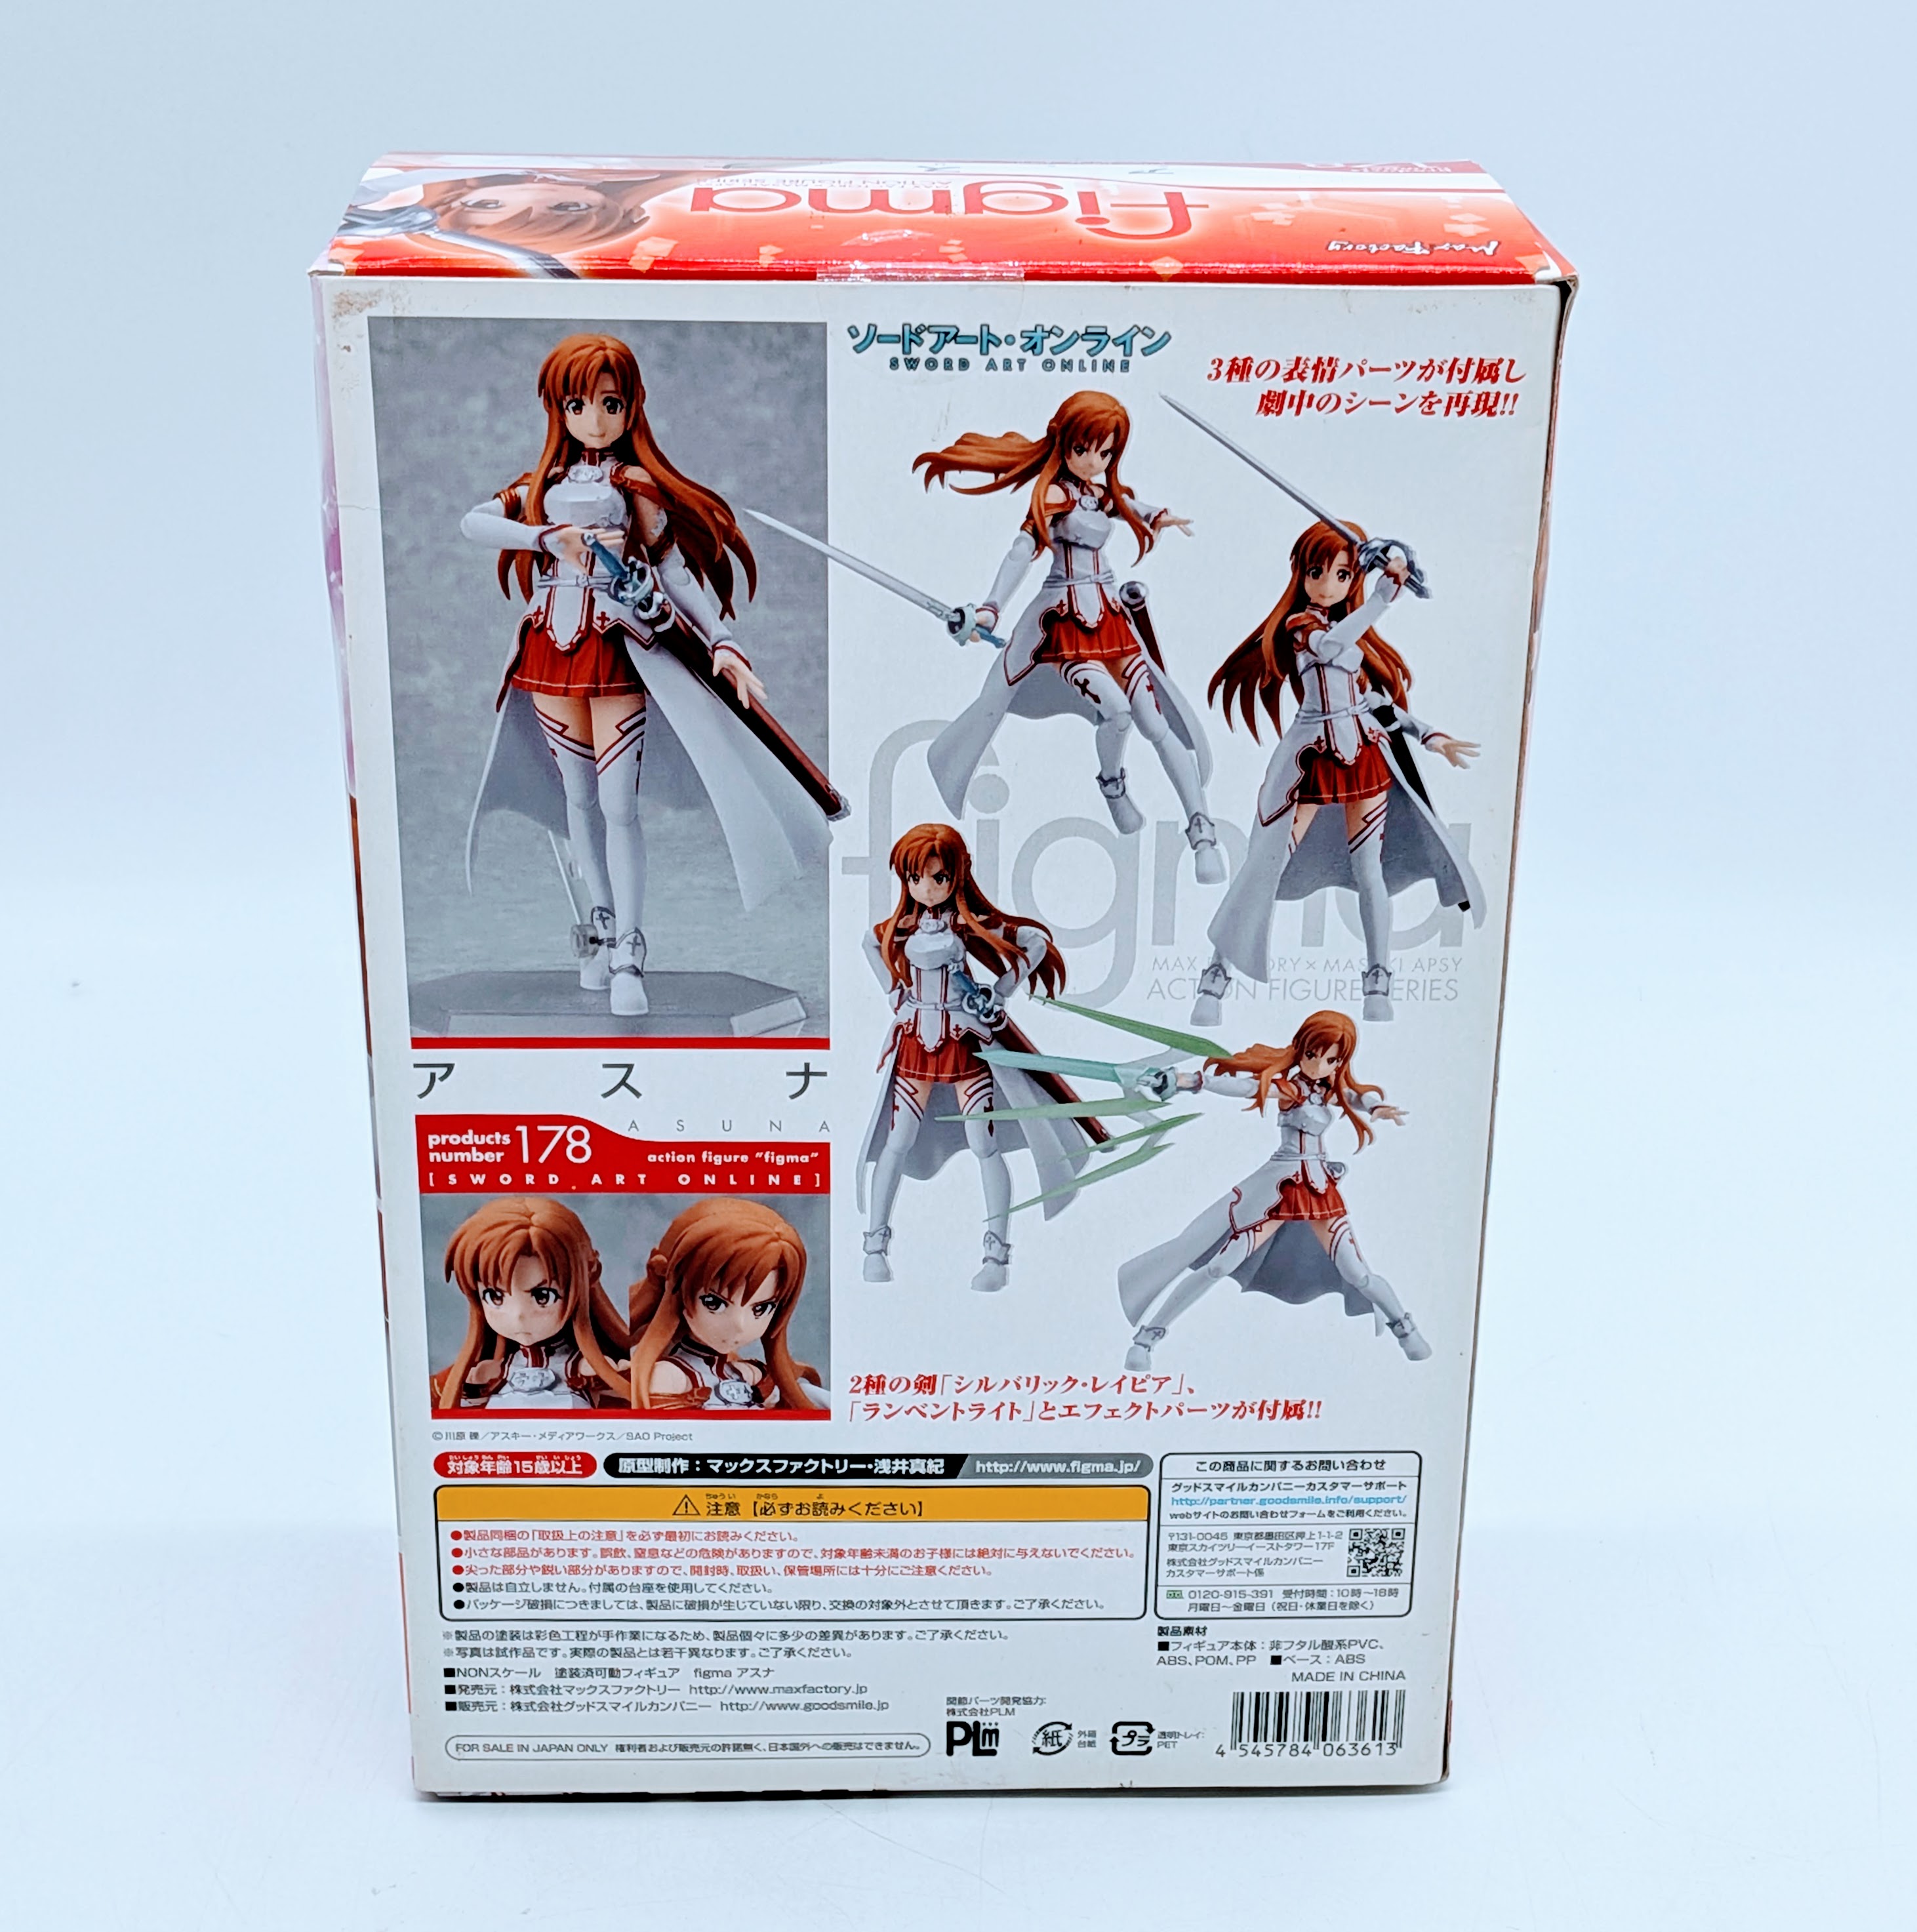 figma
MAX FACTORY × MASAKI APSY
ACTION FIGURE SERIES
Max Factory
ソードアート・オンライン
SWORD ART ONLINE
3種の表情パーツが付属し
劇中のシーンを再現!!
figma
MAX FACTORY × MASAKI APSY
ACTION FIGURE SERIES
アスナ
ASUNA
products number 178
action figure "figma"
[SWORD ART ONLINE]
2種の剣「シルバリック・レイピア」、
「ランベントライト」とエフェクトパーツが付属!!
©川原 礫/アスキー・メディアワークス/SAO Project
対象年齢15歳以上
原型制作:マックスファクトリー・浅井真紀
http://www.figma.jp/
⚠注意【必ずお読みください】
●製品同梱の「取扱上の注意」を必ず最初にお読みください。
●小さな部品があります。誤飲、窒息などの危険がありますので、対象年齢未満のお子様には絶対に与えないでください。
●尖った部分や鋭い部分がありますので、開封時、取扱い、保管場所には十分にご注意ください。
●製品は自立しません。付属の台座を使用してください。
●パッケージ破損につきましては、製品に破損が生じていない限り、交換の対象外とさせて頂きます。ご了承ください。
この商品に関するお問い合わせ
グッドスマイルカンパニーカスタマーサポート
http://partner.goodsmile.info/support/
webサイトのお問い合わせフォームをご利用ください。
〒131-0045 東京都墨田区押上1-1-2
東京スカイツリーイーストタワー17F
株式会社グッドスマイルカンパニー
カスタマーサポート係
0120-915-391 受付時間:10時~18時
月曜日~金曜日(祝日・休業日を除く)
※製品の塗装は彩色工程が手作業になるため、製品個々に多少の差異があります。ご了承ください。
※写真は試作品です。実際の製品とは若干異なります。ご了承ください。
■NONスケール 塗装済可動フィギュア figma アスナ
■発売元:株式会社マックスファクトリー http://www.maxfactory.jp
■販売元:株式会社グッドスマイルカンパニー http://www.goodsmile.jp
FOR SALE IN JAPAN ONLY 権利者および販売元の許諾無く、日本国外への販売はできません。
製品素材
■フィギュア本体:非フタル酸系PVC、
ABS、POM、PP ■ベース:ABS
MADE IN CHINA
関節パーツ開発協力:
株式会社PLM
PLM
紙
外箱
台紙
プラ
透明トレイ:
PET
4 545784 063613